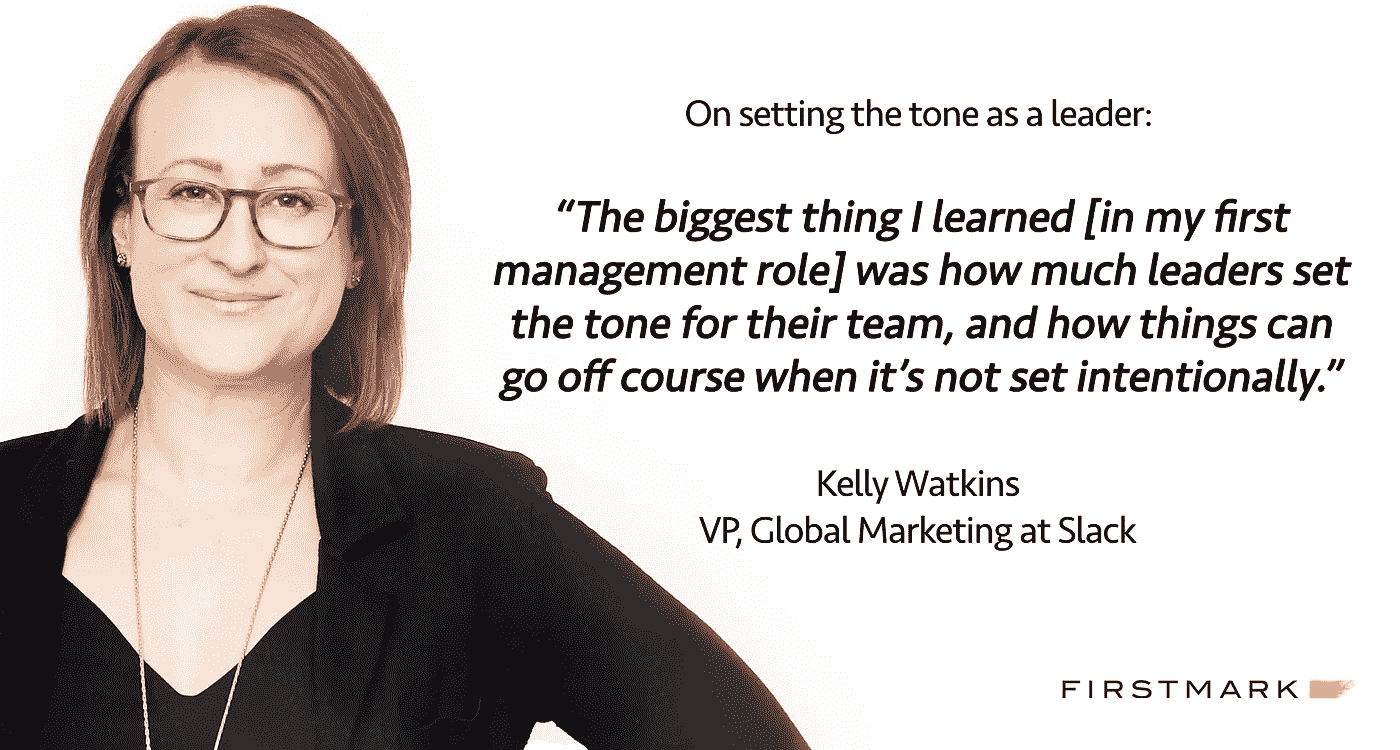 On setting the tone as a leader:
“The biggest thing I learned [in my first
management role] was how much leaders set
the tone for their team, and how things can
go off course when it’s not set intentionally.”
Kelly Watkins
VP, Global Marketing at Slack
FIRSTMARK